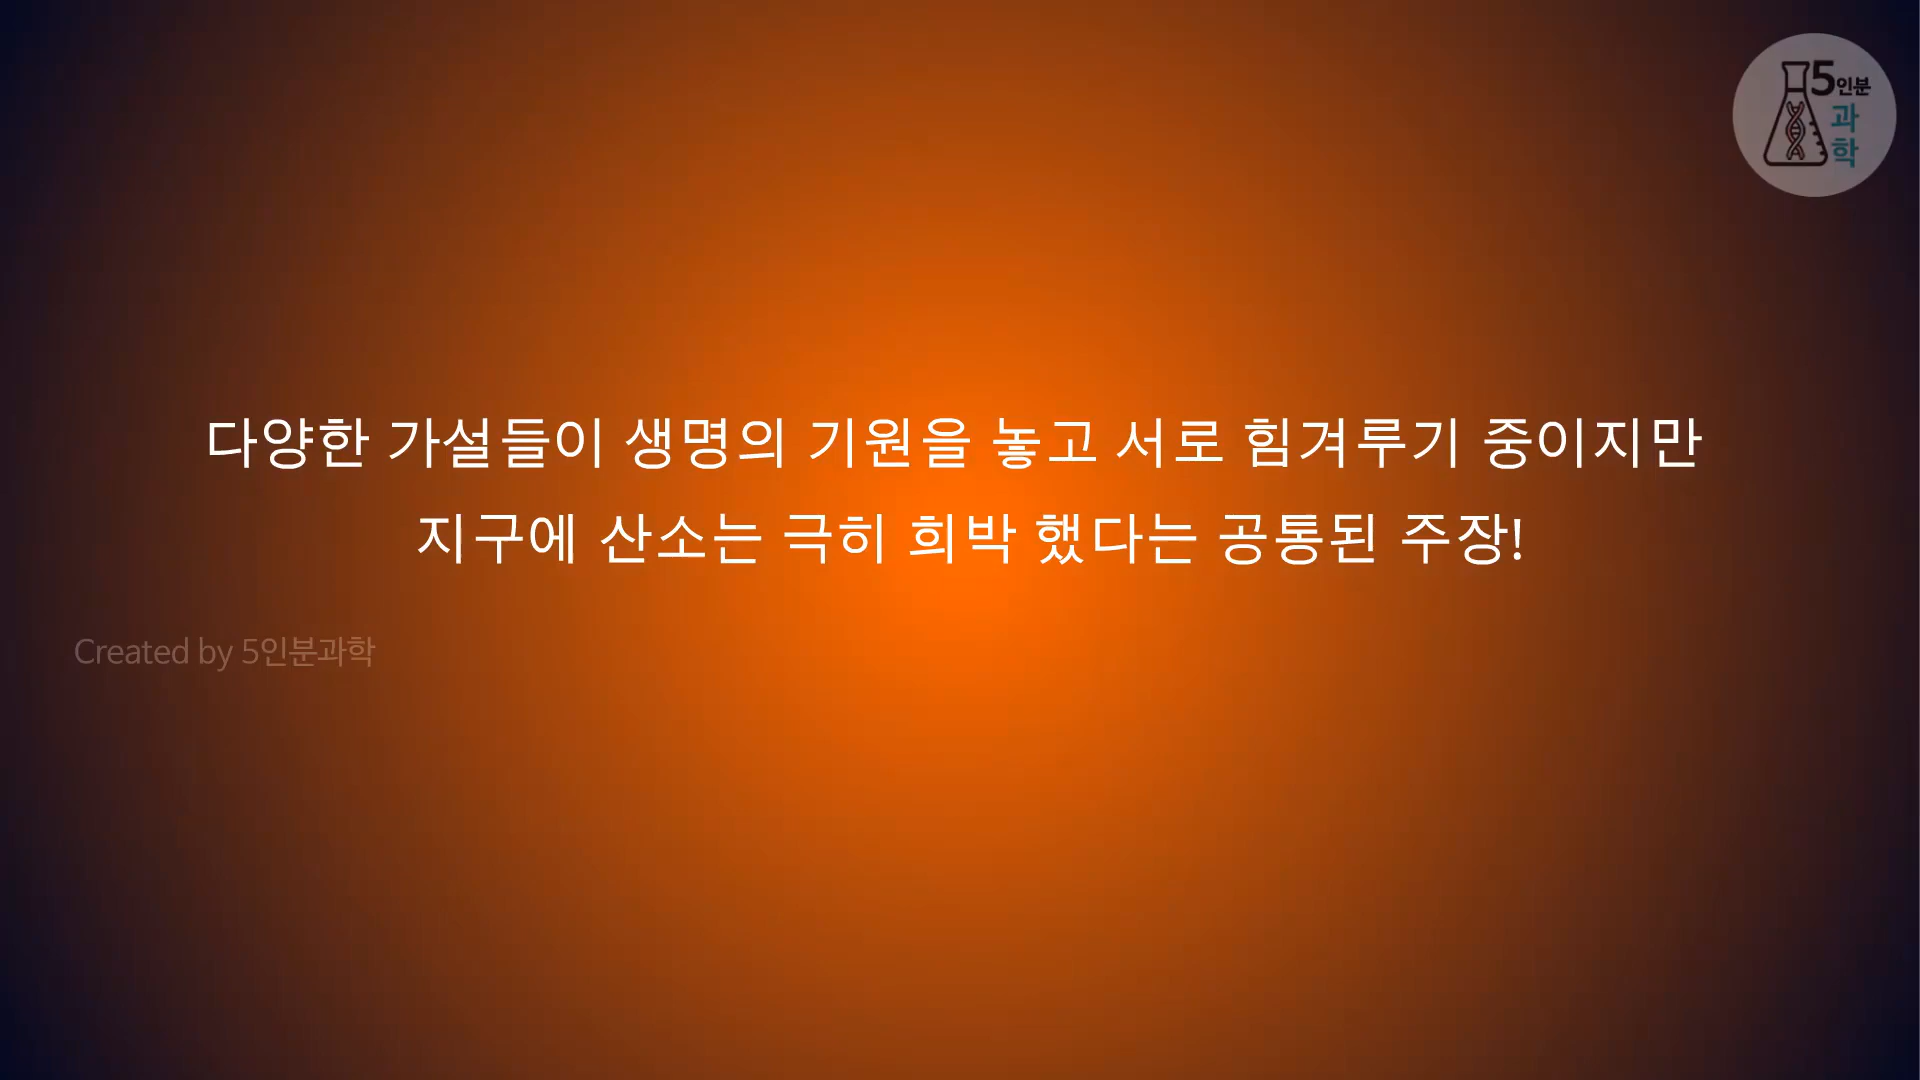 5인분
과
학
다양한 가설들이 생명의 기원을 놓고 서로 힘겨루기 중이지만
지구에 산소는 극히 희박 했다는 공통된 주장!
Created by 5인분과학